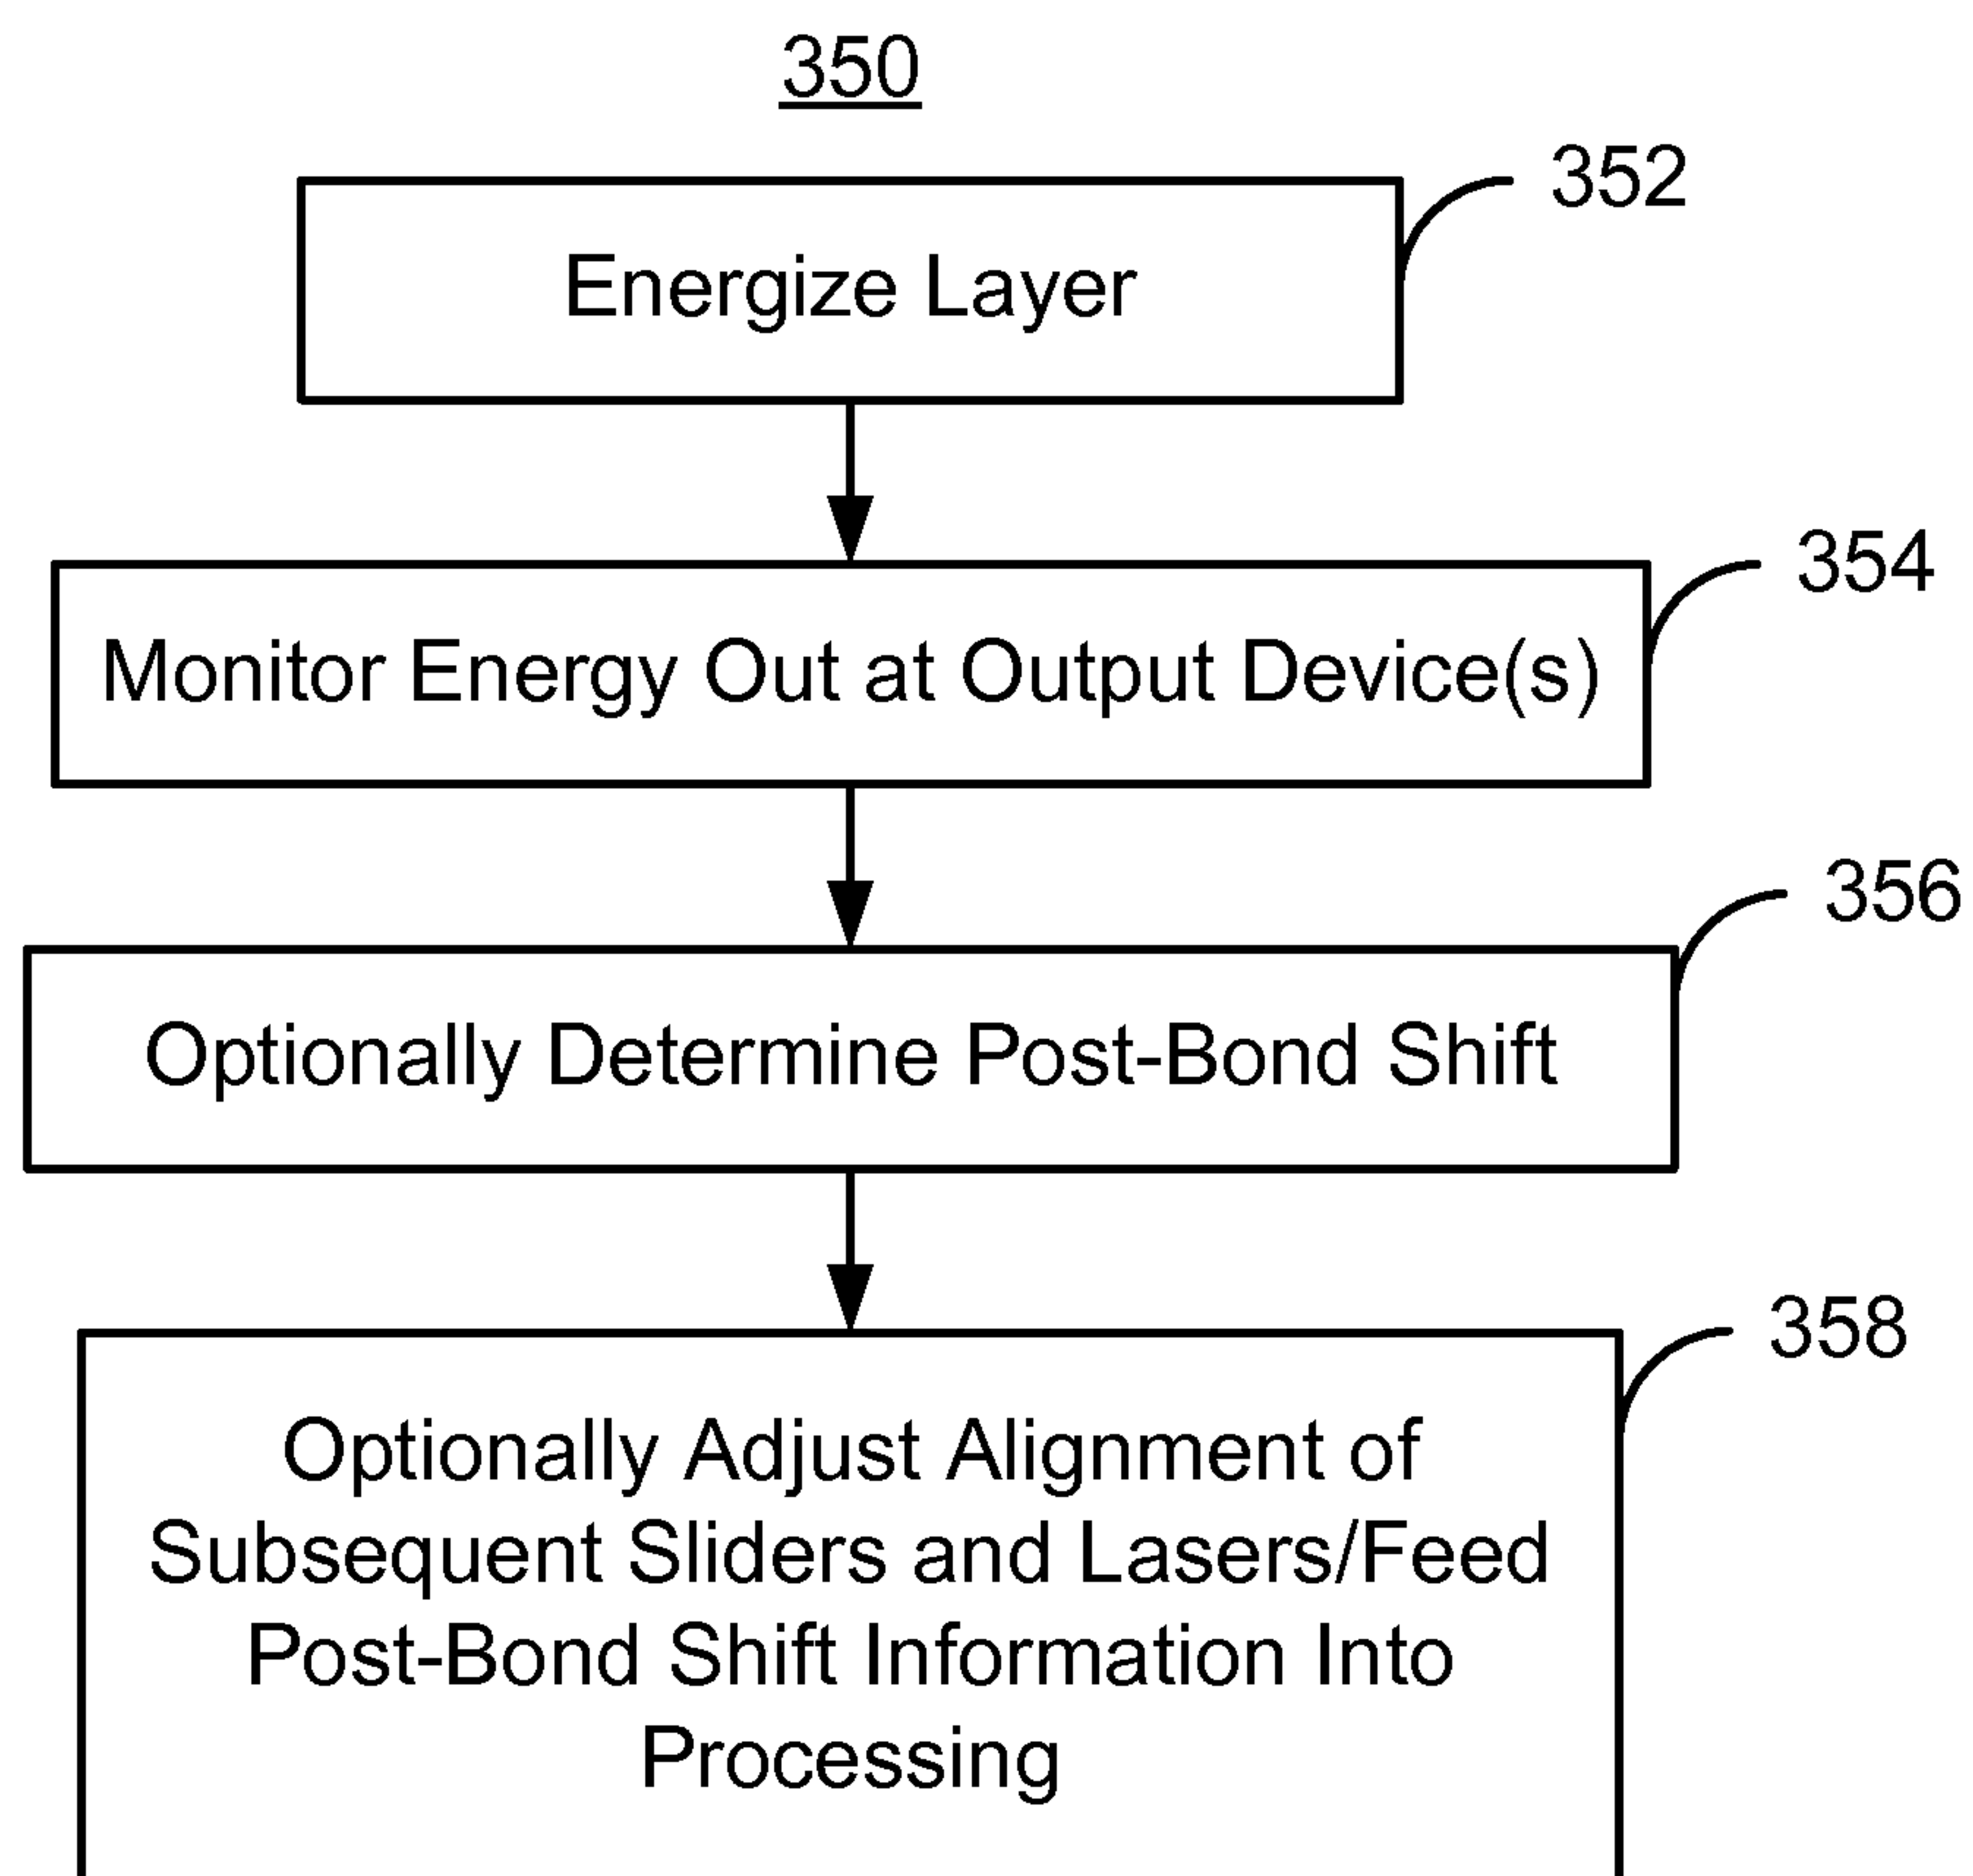 350
352
Energize Layer
354
Monitor Energy Out at Output Device(s)
356
Optionally Determine Post-Bond Shift
358
Optionally Adjust Alignment of
Subsequent Sliders and Lasers/Feed
Post-Bond Shift Information Into
Processing